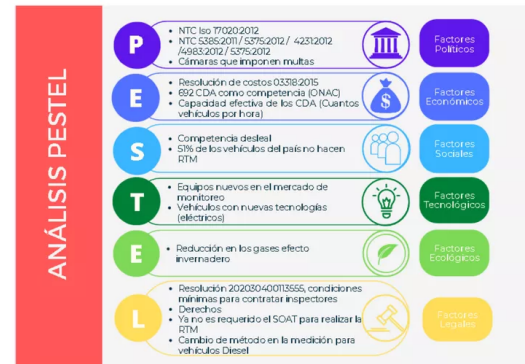 ANÁLISIS PESTEL
P
• NTC Iso 17020:2012
• NTC 5385:2011 / 5375:2012 / 4231:2012
/4983:2012 / 5375:2012
• Cámaras que imponen multas
Factores
Políticos
E
• Resolución de costos 03318:2015
• 692 CDA como competencia (ONAC)
• Capacidad efectiva de los CDA (Cuantos
vehículos por hora)
$
Factores
Económicos
S
• Competencia desleal
• 51% de los vehículos del país no hacen
RTM
Factores
Sociales
T
• Equipos nuevos en el mercado de
monitoreo
• Vehículos con nuevas tecnologías
(eléctricos)
Factores
Tecnológicos
E
• Reducción en los gases efecto
invernadero
Factores
Ecológicos
L
• Resolución 202030400113555, condiciones
mínimas para contratar inspectores
• Derechos
• Ya no es requerido el SOAT para realizar la
RTM
• Cambio de método en la medición para
vehículos Diesel
Factores
Legales